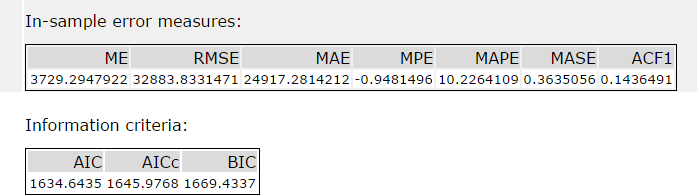 In-sample error measures:
ME RMSE MAE MPE MAPE MASE ACF1
3729.2947922 32883.8331471 24917.2814212 -0.9481496 10.2264109 0.3635056 0.1436491
Information criteria:
AIC AICc BIC
1634.6435 1645.9768 1669.4337